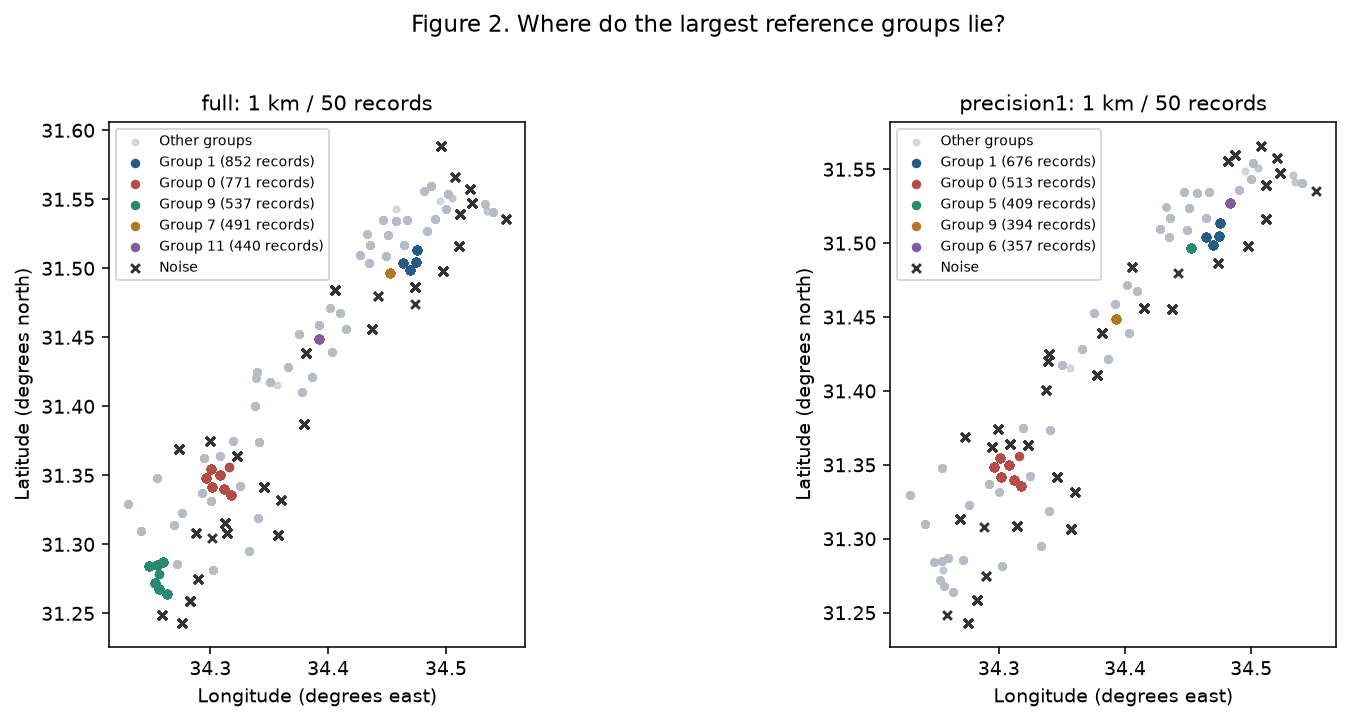 Figure 2. Where do the largest reference groups lie?
full: 1 km / 50 records
31.60
31.55
31.50
31.45
31.40
31.35
31.30
31.25
Latitude (degrees north)
Other groups
Group 1 (852 records)
Group 0 (771 records)
Group 9 (537 records)
Group 7 (491 records)
Group 11 (440 records)
Noise
34.3
34.4
34.5
Longitude (degrees east)
precision1: 1 km / 50 records
31.55
31.50
31.45
31.40
31.35
31.30
31.25
Latitude (degrees north)
Other groups
Group 1 (676 records)
Group 0 (513 records)
Group 5 (409 records)
Group 9 (394 records)
Group 6 (357 records)
Noise
34.3
34.4
34.5
Longitude (degrees east)